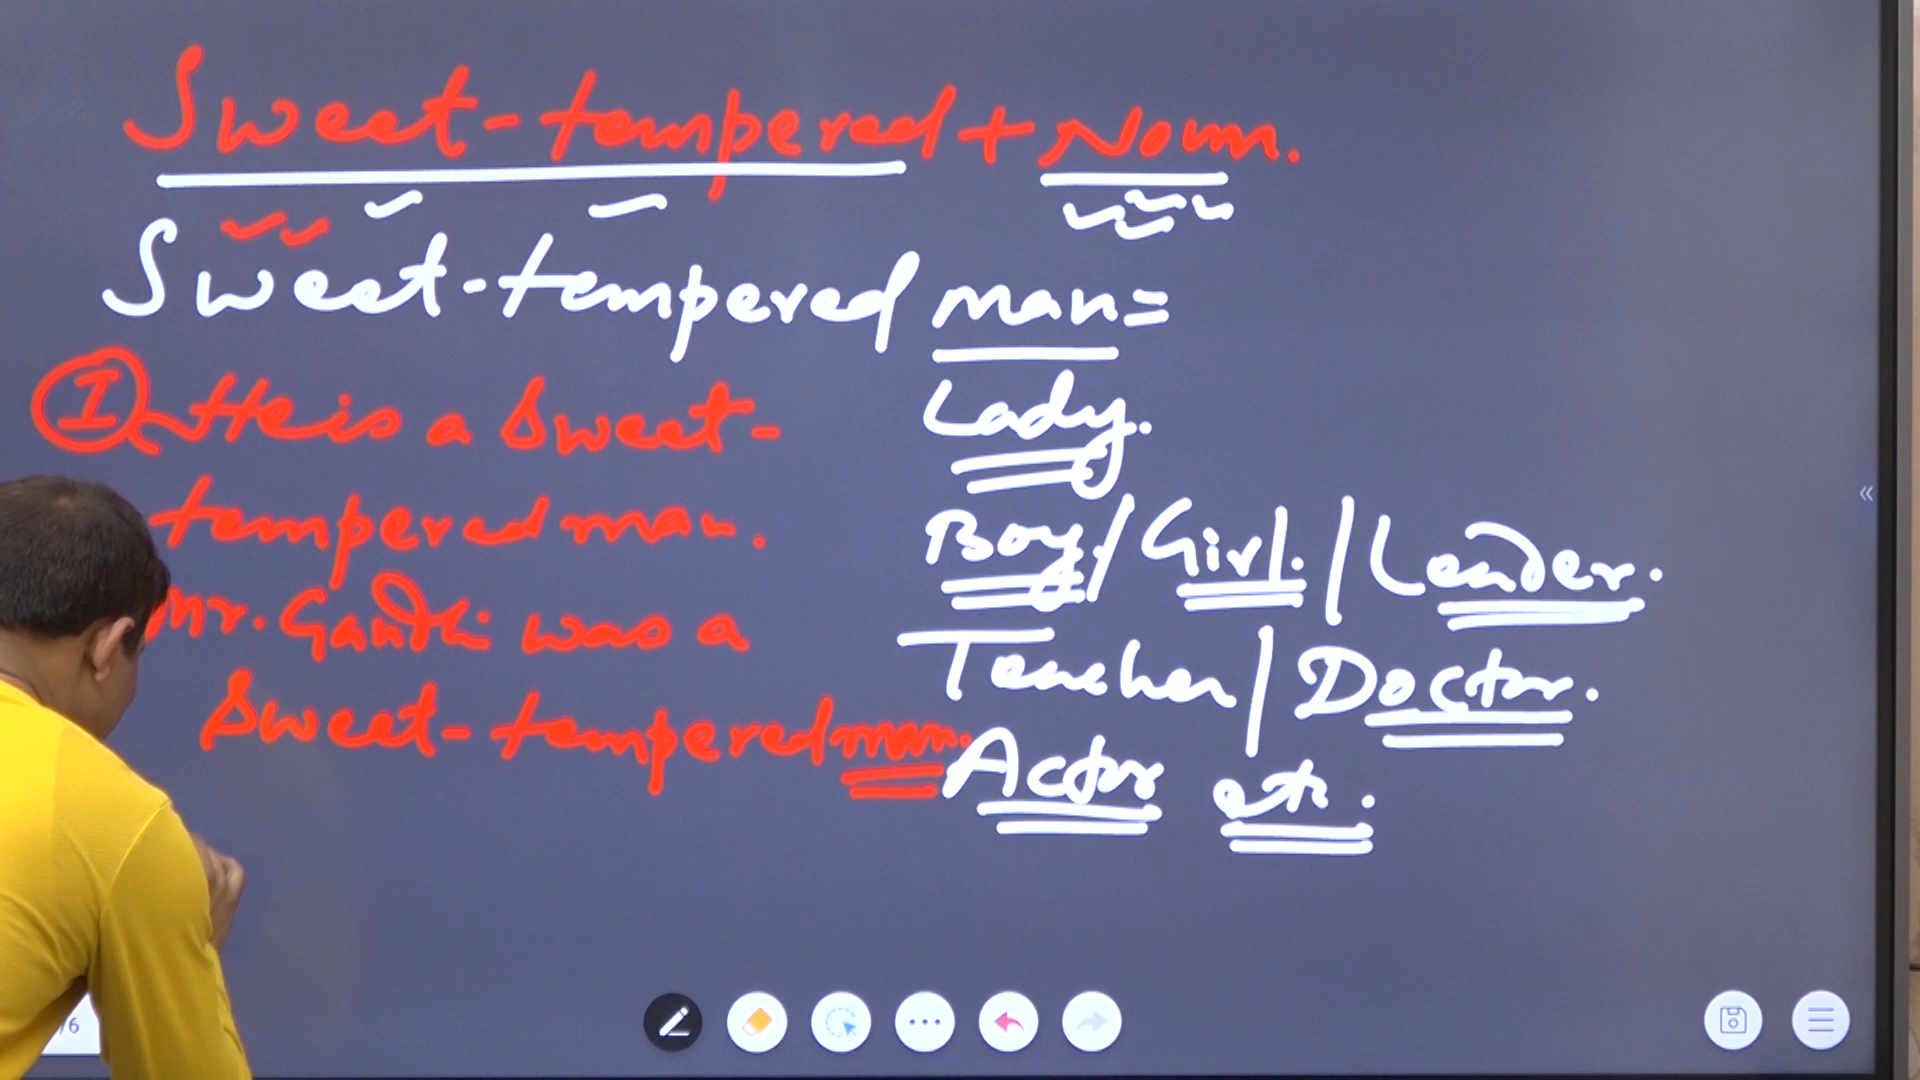 Sweet-tempered + Noun.
Sweet-tempered man =
Lady.
Boy. / Girl. / Leader.
Teacher / Doctor.
Actor etc.
I He is a sweet-
tempered man.
Mr. Gandhi was a
sweet-tempered man.
/6